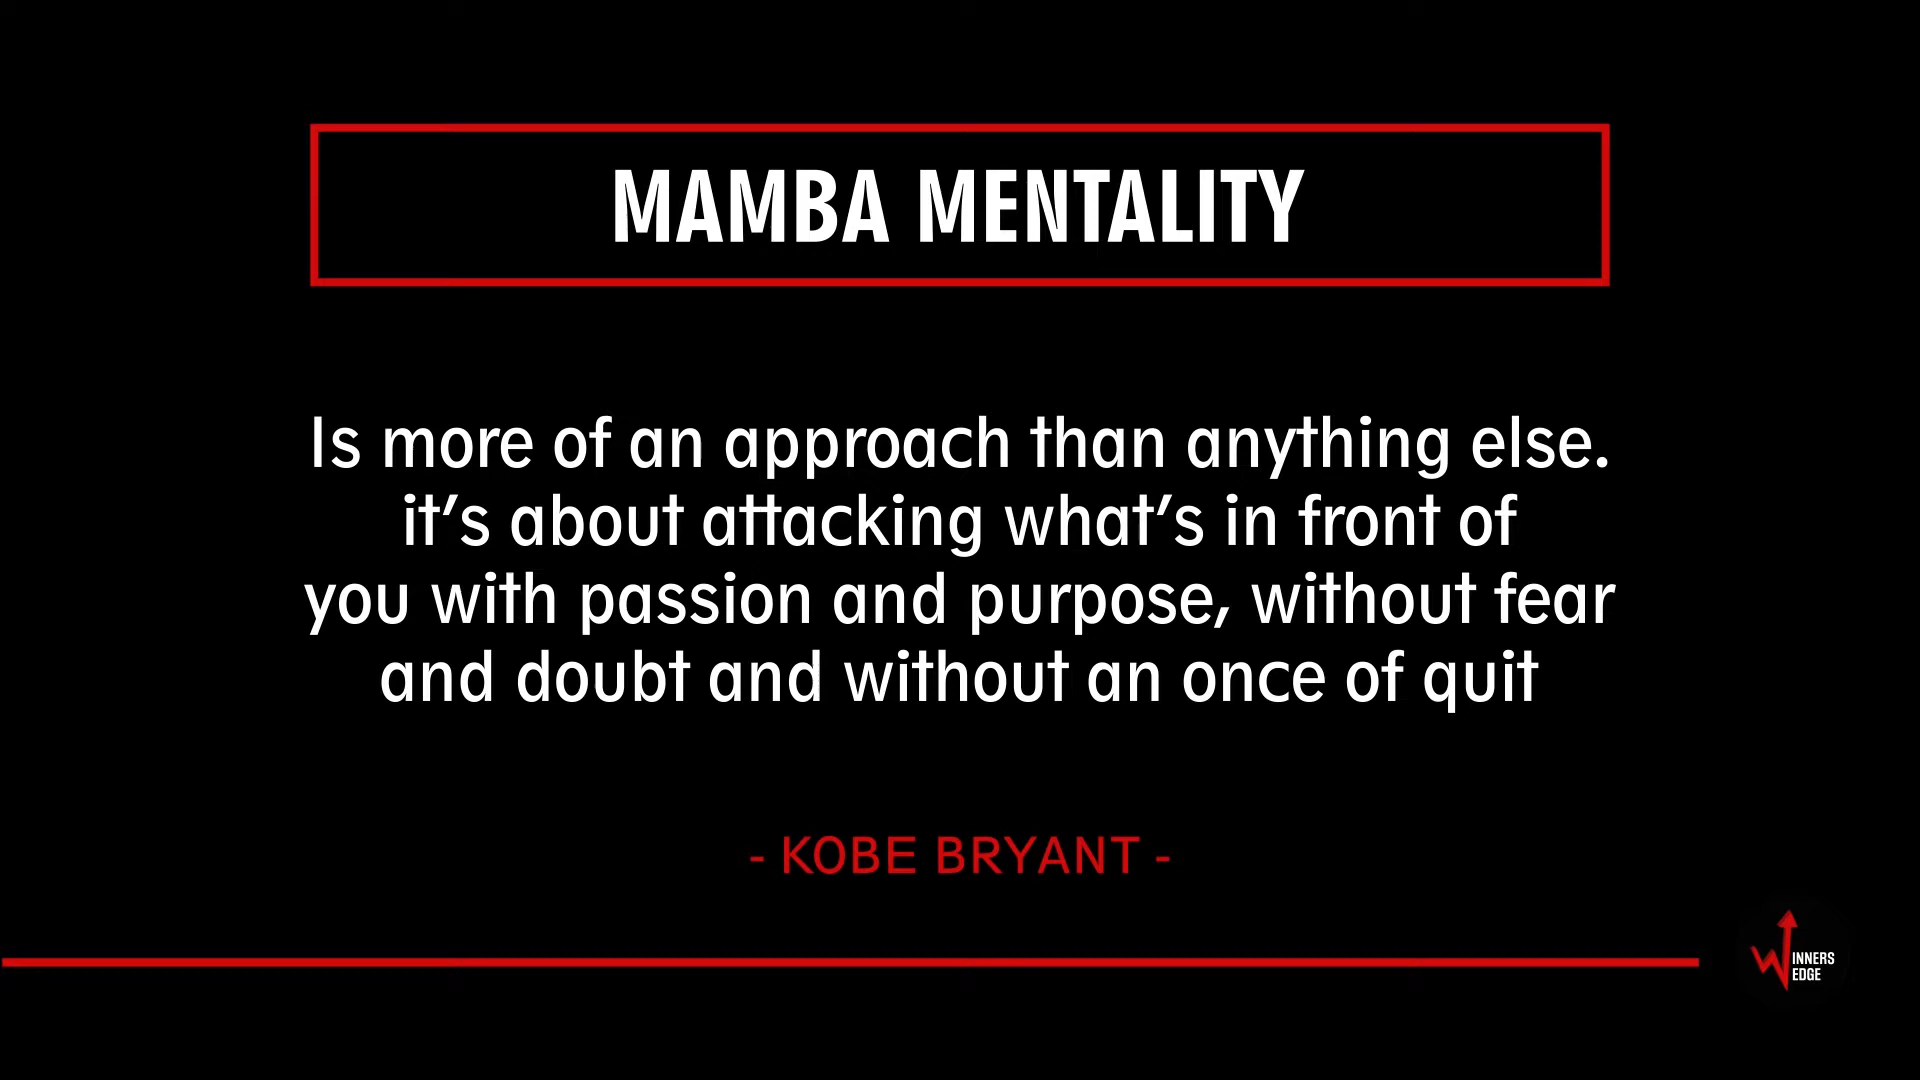 MAMBA MENTALITY
Is more of an approach than anything else.
it's about attacking what's in front of
you with passion and purpose, without fear
and doubt and without an once of quit
- KOBE BRYANT -
WINNERS
EDGE